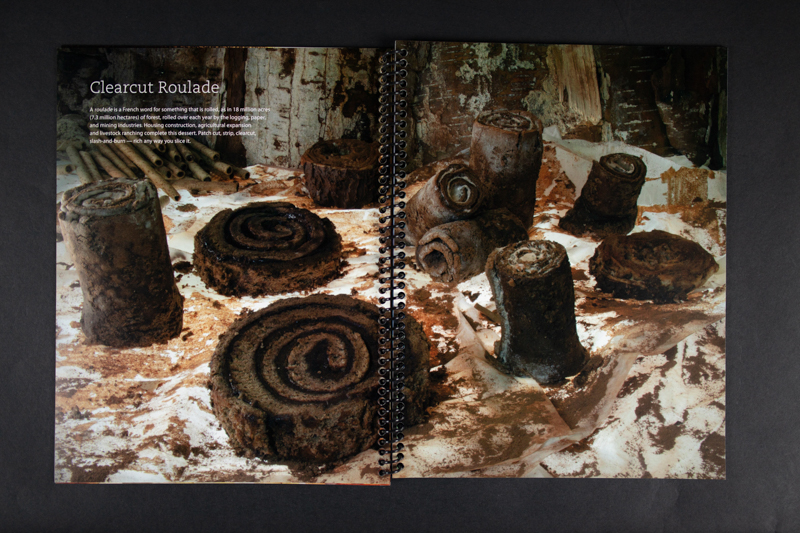 Clearcut Roulade
A roulade is a French word for something that is rolled, as in 18 million acres
(7.3 million hectares) of forest, rolled over each year by the logging, paper,
and mining industries. Housing construction, agricultural expansion,
and livestock ranching complete this dessert. Patch-cut, strip, clearcut,
slash-and-burn — rich any way you slice it.